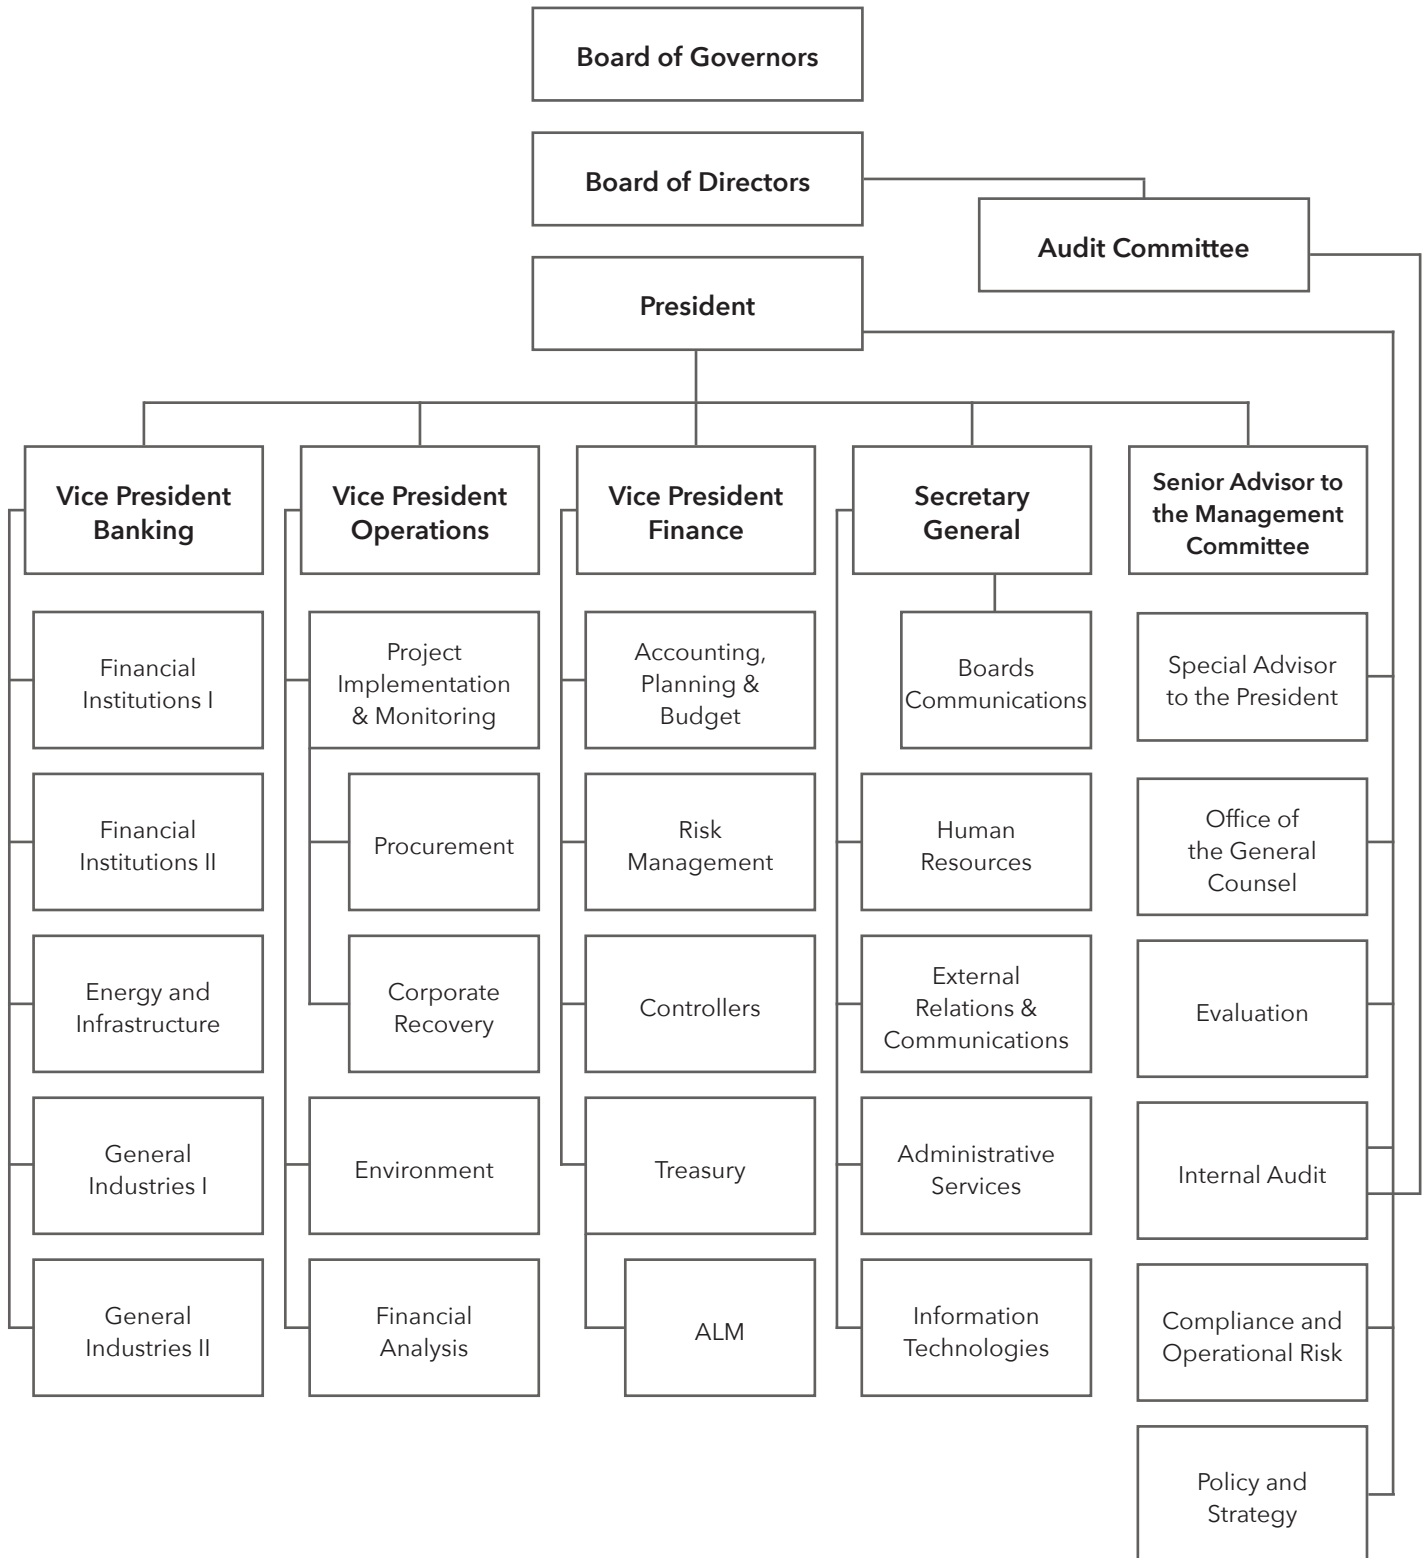 Board of Governors
Board of Directors
Audit Committee
President
Vice President
Banking
Vice President
Operations
Vice President
Finance
Secretary
General
Senior Advisor to
the Management
Committee
Financial
Institutions I
Project
Implementation
& Monitoring
Accounting,
Planning &
Budget
Boards
Communications
Special Advisor
to the President
Financial
Institutions II
Procurement
Risk
Management
Human
Resources
Office of
the General
Counsel
Energy and
Infrastructure
Corporate
Recovery
Controllers
External
Relations &
Communications
Evaluation
General
Industries I
Environment
Treasury
Administrative
Services
Internal Audit
General
Industries II
Financial
Analysis
ALM
Information
Technologies
Compliance and
Operational Risk
Policy and
Strategy